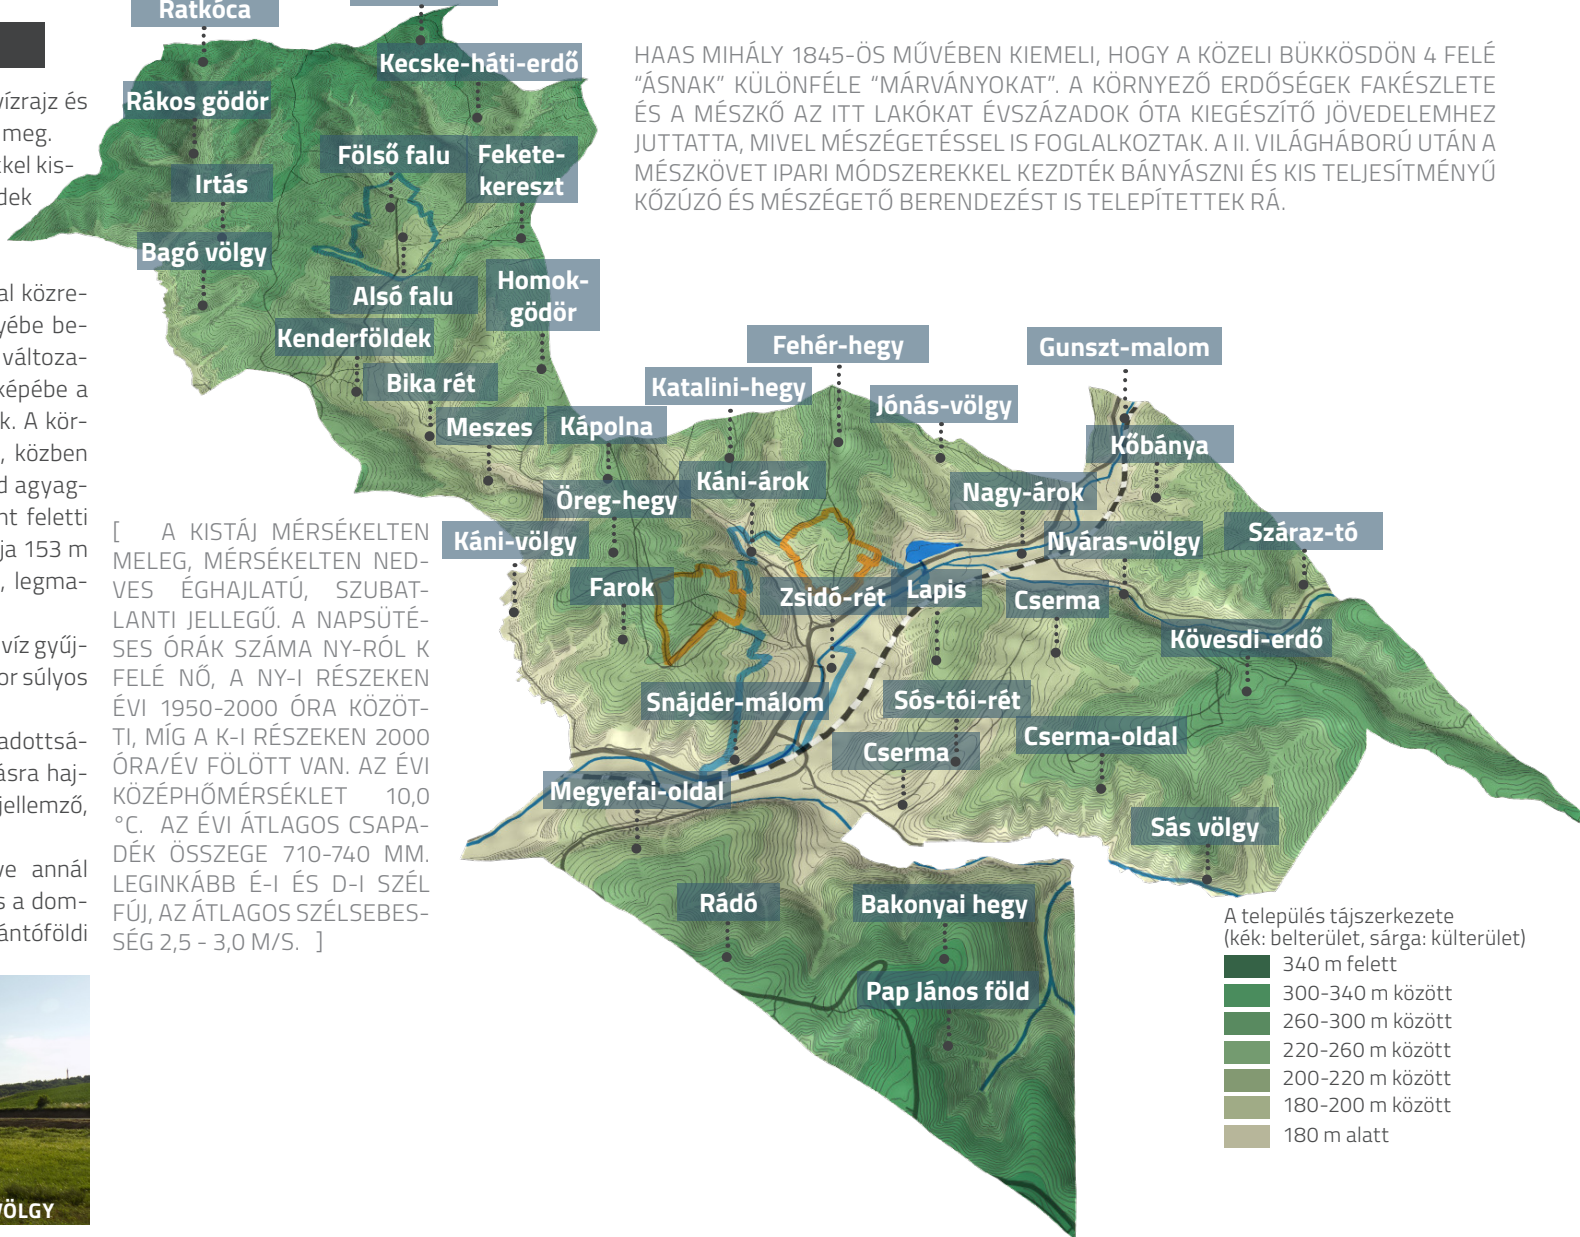 Ratkóca
Kecske-háti-erdő
Rákos gödör
Fölső falu
Fekete-
kereszt
Irtás
Bagó völgy
Alsó falu
Homok-
gödör
Kenderföldek
Bika rét
Meszes
Kápolna
Katalini-hegy
Fehér-hegy
Jónás-völgy
Gunszt-malom
Kőbánya
Káni-árok
Öreg-hegy
Nagy-árok
Káni-völgy
Nyáras-völgy
Száraz-tó
Farok
Zsidó-rét
Lapis
Cserma
Kövesdi-erdő
Snájdér-málom
Sós-tói-rét
Cserma-oldal
Cserma
Megyefai-oldal
Sás völgy
Rádó
Bakonyai hegy
Pap János föld
HAAS MIHÁLY 1845-ÖS MŰVÉBEN KIEMELI, HOGY A KÖZELI BÜKKÖSDÖN 4 FELÉ
“ÁSNAK” KÜLÖNFÉLE “MÁRVÁNYOKAT”. A KÖRNYEZŐ ERDŐSÉGEK FAKÉSZLETE
ÉS A MÉSZKŐ AZ ITT LAKÓKAT ÉVSZÁZADOK ÓTA KIEGÉSZÍTŐ JÖVEDELEMHEZ
JUTTATTA, MIVEL MÉSZÉGETÉSSEL IS FOGLALKOZTAK. A II. VILÁGHÁBORÚ UTÁN A
MÉSZKÖVET IPARI MÓDSZEREKKEL KEZDTÉK BÁNYÁSZNI ÉS KIS TELJESÍTMÉNYŰ
KŐZÚZÓ ÉS MÉSZÉGETŐ BERENDEZÉST IS TELEPÍTETTEK RÁ.
[ A KISTÁJ MÉRSÉKELTEN
MELEG, MÉRSÉKELTEN NED-
VES ÉGHAJLATÚ, SZUBAT-
LANTI JELLEGŰ. A NAPSÜTÉ-
SES ÓRÁK SZÁMA NY-RÓL K
FELÉ NŐ, A NY-I RÉSZEKEN
ÉVI 1950-2000 ÓRA KÖZÖT-
TI, MÍG A K-I RÉSZEKEN 2000
ÓRA/ÉV FÖLÖTT VAN. AZ ÉVI
KÖZÉPHŐMÉRSÉKLET 10,0
°C. AZ ÉVI ÁTLAGOS CSAPA-
DÉK ÖSSZEGE 710-740 MM.
LEGINKÁBB É-I ÉS D-I SZÉL
FÚJ, AZ ÁTLAGOS SZÉLSEBES-
SÉG 2,5 - 3,0 M/S. ]
A település tájszerkezete
(kék: belterület, sárga: külterület)
340 m felett
300-340 m között
260-300 m között
220-260 m között
200-220 m között
180-200 m között
180 m alatt
vízrajz és
meg.
kkel kis-
dek
al közre-
yébe be-
változa-
képébe a
k. A kör-
, közben
d agyag-
nt feletti
ja 153 m
, legma-
víz gyűj-
or súlyos
adottsá-
ásra haj-
jellemző,
ve annál
s a dom-
ántóföldi
VÖLGY